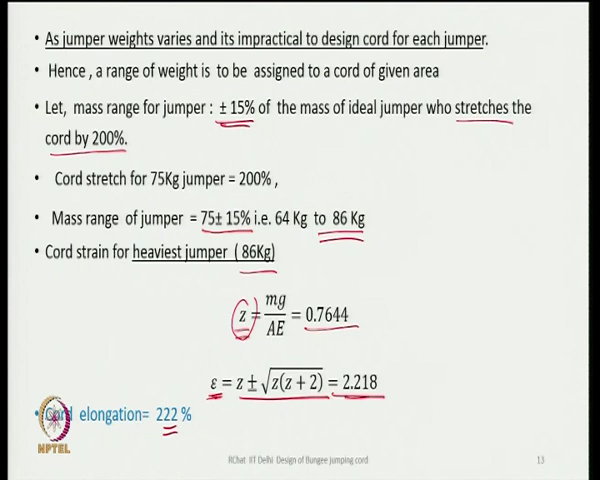 • As jumper weights varies and its impractical to design cord for each jumper.
• Hence , a range of weight is to be assigned to a cord of given area
• Let, mass range for jumper : ± 15% of the mass of ideal jumper who stretches the
cord by 200%.
• Cord stretch for 75Kg jumper = 200% ,
• Mass range of jumper = 75± 15% i.e. 64 Kg to 86 Kg
• Cord strain for heaviest jumper ( 86Kg)
z = mg/AE = 0.7644
ε = z ± √z(z + 2) = 2.218
• Cord elongation= 222 %
NPTEL
RChat IIT Delhi Design of Bungee Jumping cord
13